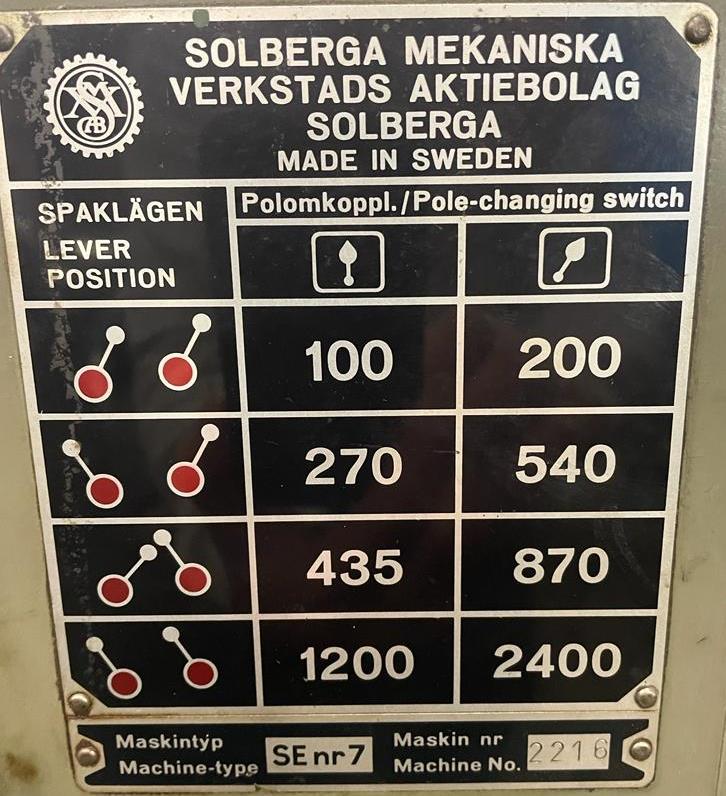 SOLBERGA MEKANISKA
VERKSTADS AKTIEBOLAG
SOLBERGA
MADE IN SWEDEN
SPAKLÄGEN
LEVER
POSITION
Polomkoppl./Pole-changing switch
100 200
270 540
435 870
1200 2400
Maskintyp
Machine-type
SE nr 7
Maskin nr
Machine No.
2216